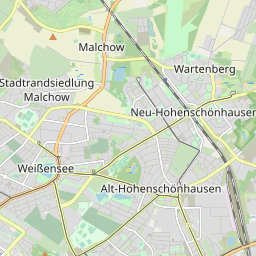 Malchow
Wartenberg
Stadtrandsiedlung
Malchow
Neu-Hohenschönhausen
Weißensee
Alt-Hohenschönhausen